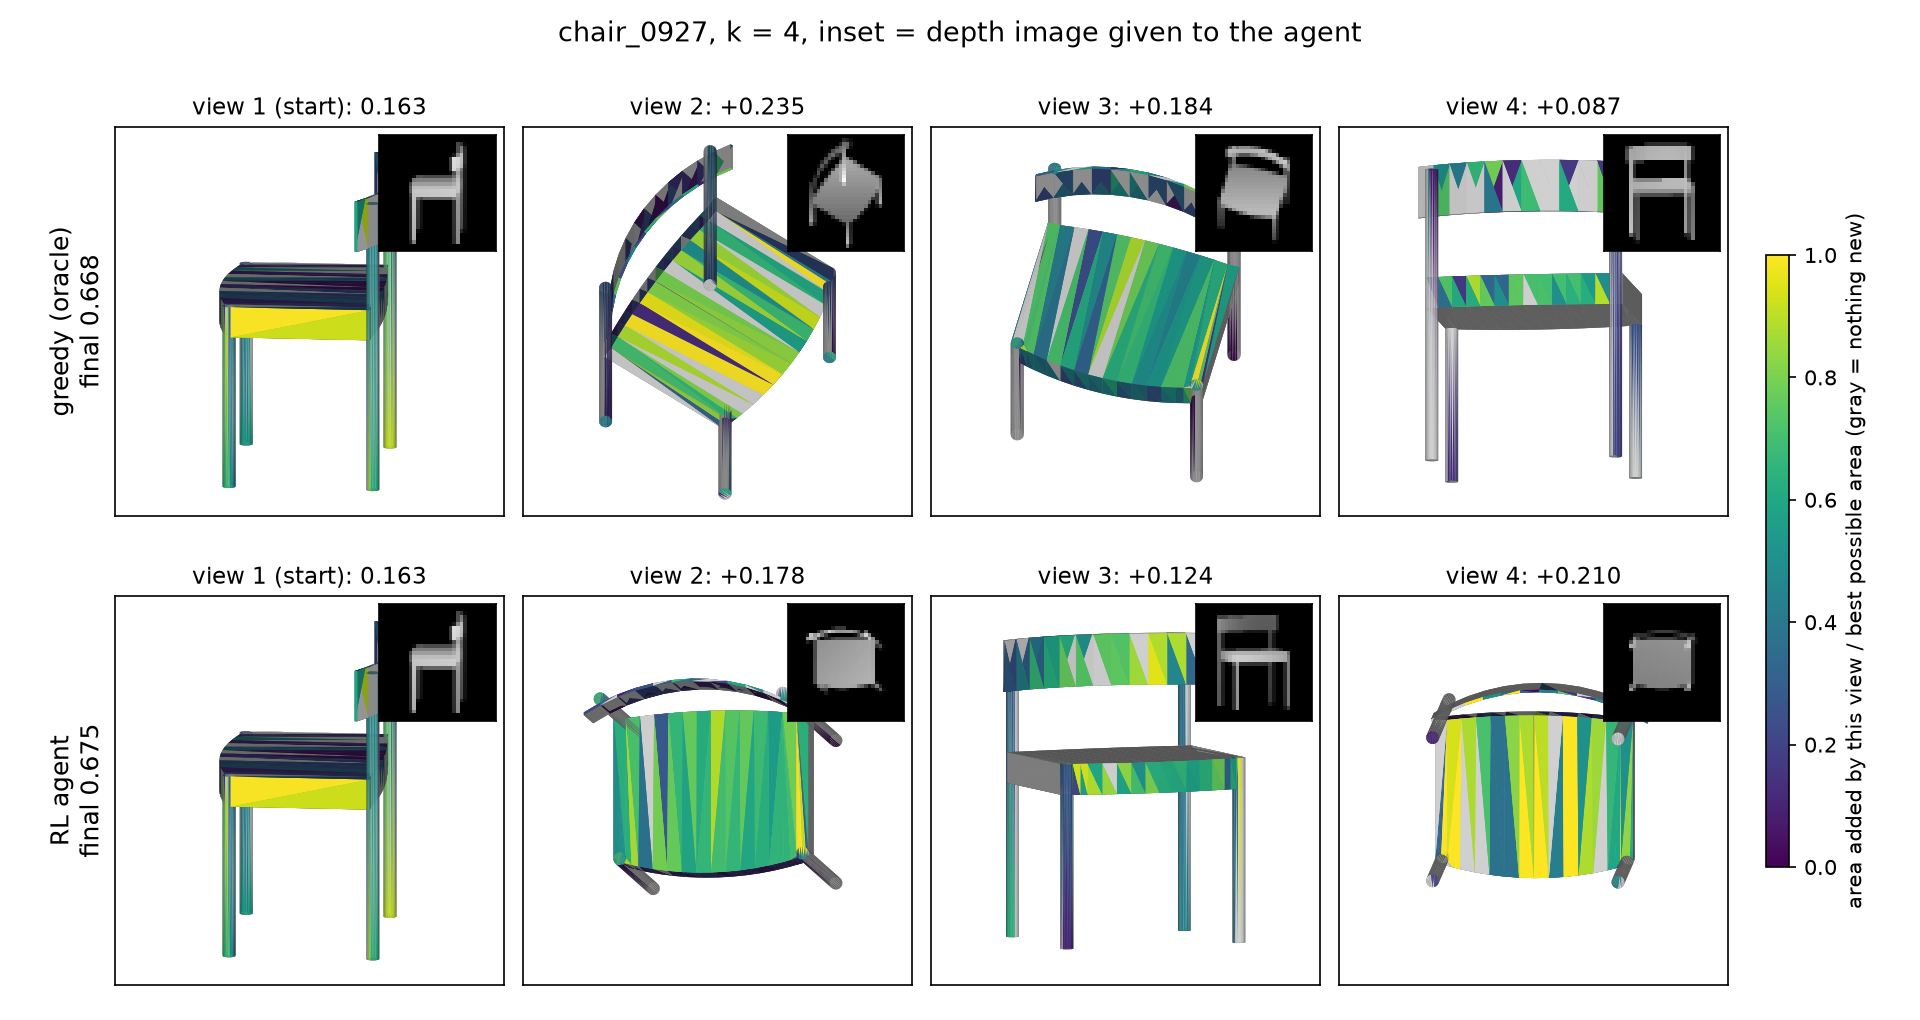 chair_0927, k = 4, inset = depth image given to the agent
greedy (oracle)
final 0.668
view 1 (start): 0.163
view 2: +0.235
view 3: +0.184
view 4: +0.087
RL agent
final 0.675
view 1 (start): 0.163
view 2: +0.178
view 3: +0.124
view 4: +0.210
1.0
0.8
0.6
0.4
0.2
0.0
area added by this view / best possible area (gray = nothing new)